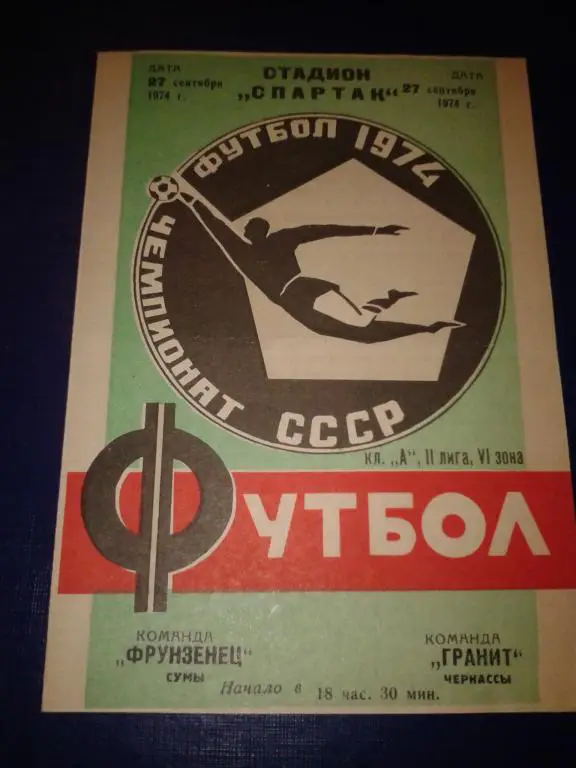 ДАТА
27 сентября
1974 г.
СТАДИОН
„СПАРТАК"
ДАТА
27 сентября
1974 г.
ФУТБОЛ 1974
ЧЕМПИОНАТ СССР
кл. „А", II лига, VI зона
ФУТБОЛ
КОМАНДА
„ФРУНЗЕНЕЦ"
СУМЫ
КОМАНДА
„ГРАНИТ"
ЧЕРКАССЫ
Начало в 18 час. 30 мин.